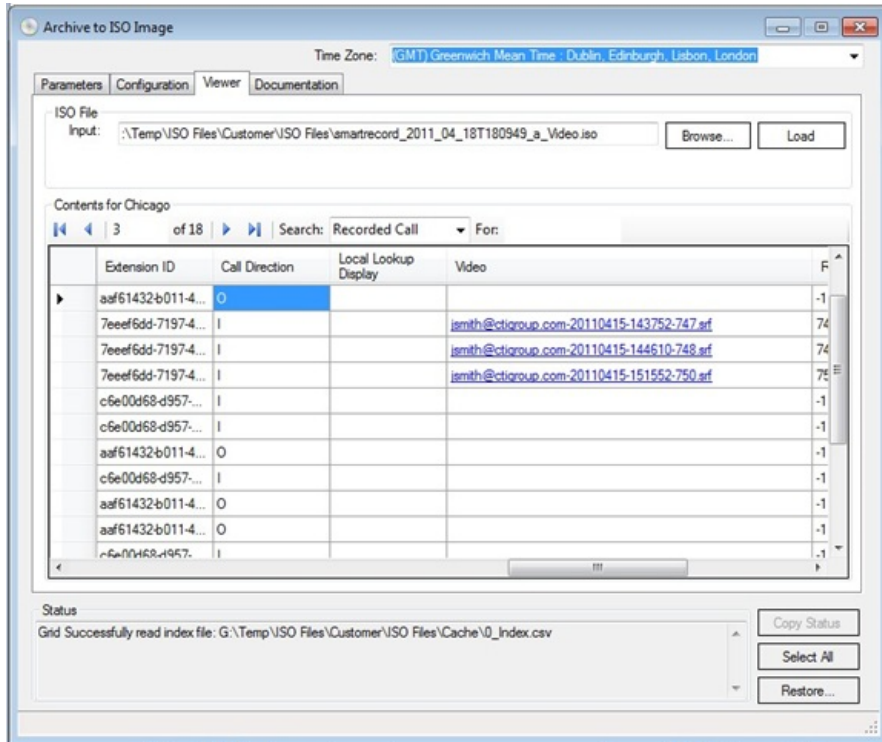 Archive to ISO Image
Time Zone: (GMT) Greenwich Mean Time : Dublin, Edinburgh, Lisbon, London
Parameters Configuration Viewer Documentation
ISO File
Input: :\Temp\ISO Files\Customer\ISO Files\smartrecord_2011_04_18T180949_a_Video.iso Browse... Load
Contents for Chicago
3 of 18 Search: Recorded Call For:
Extension ID Call Direction Local Lookup Display Video
aaf61432-b011-4... O -1
7eeef6dd-7197-4... I jsmith@ctigroup.com-20110415-143752-747.srf 74
7eeef6dd-7197-4... I jsmith@ctigroup.com-20110415-144610-748.srf 74
7eeef6dd-7197-4... I jsmith@ctigroup.com-20110415-151552-750.srf 75
c6e00d68-d957-... I -1
c6e00d68-d957-... I -1
aaf61432-b011-4... O -1
c6e00d68-d957-... I -1
aaf61432-b011-4... O -1
aaf61432-b011-4... O -1
c6e00d68-d957- I -1
Status
Grid Successfully read index file: G:\Temp\ISO Files\Customer\ISO Files\Cache\0_Index.csv
Copy Status
Select All
Restore...